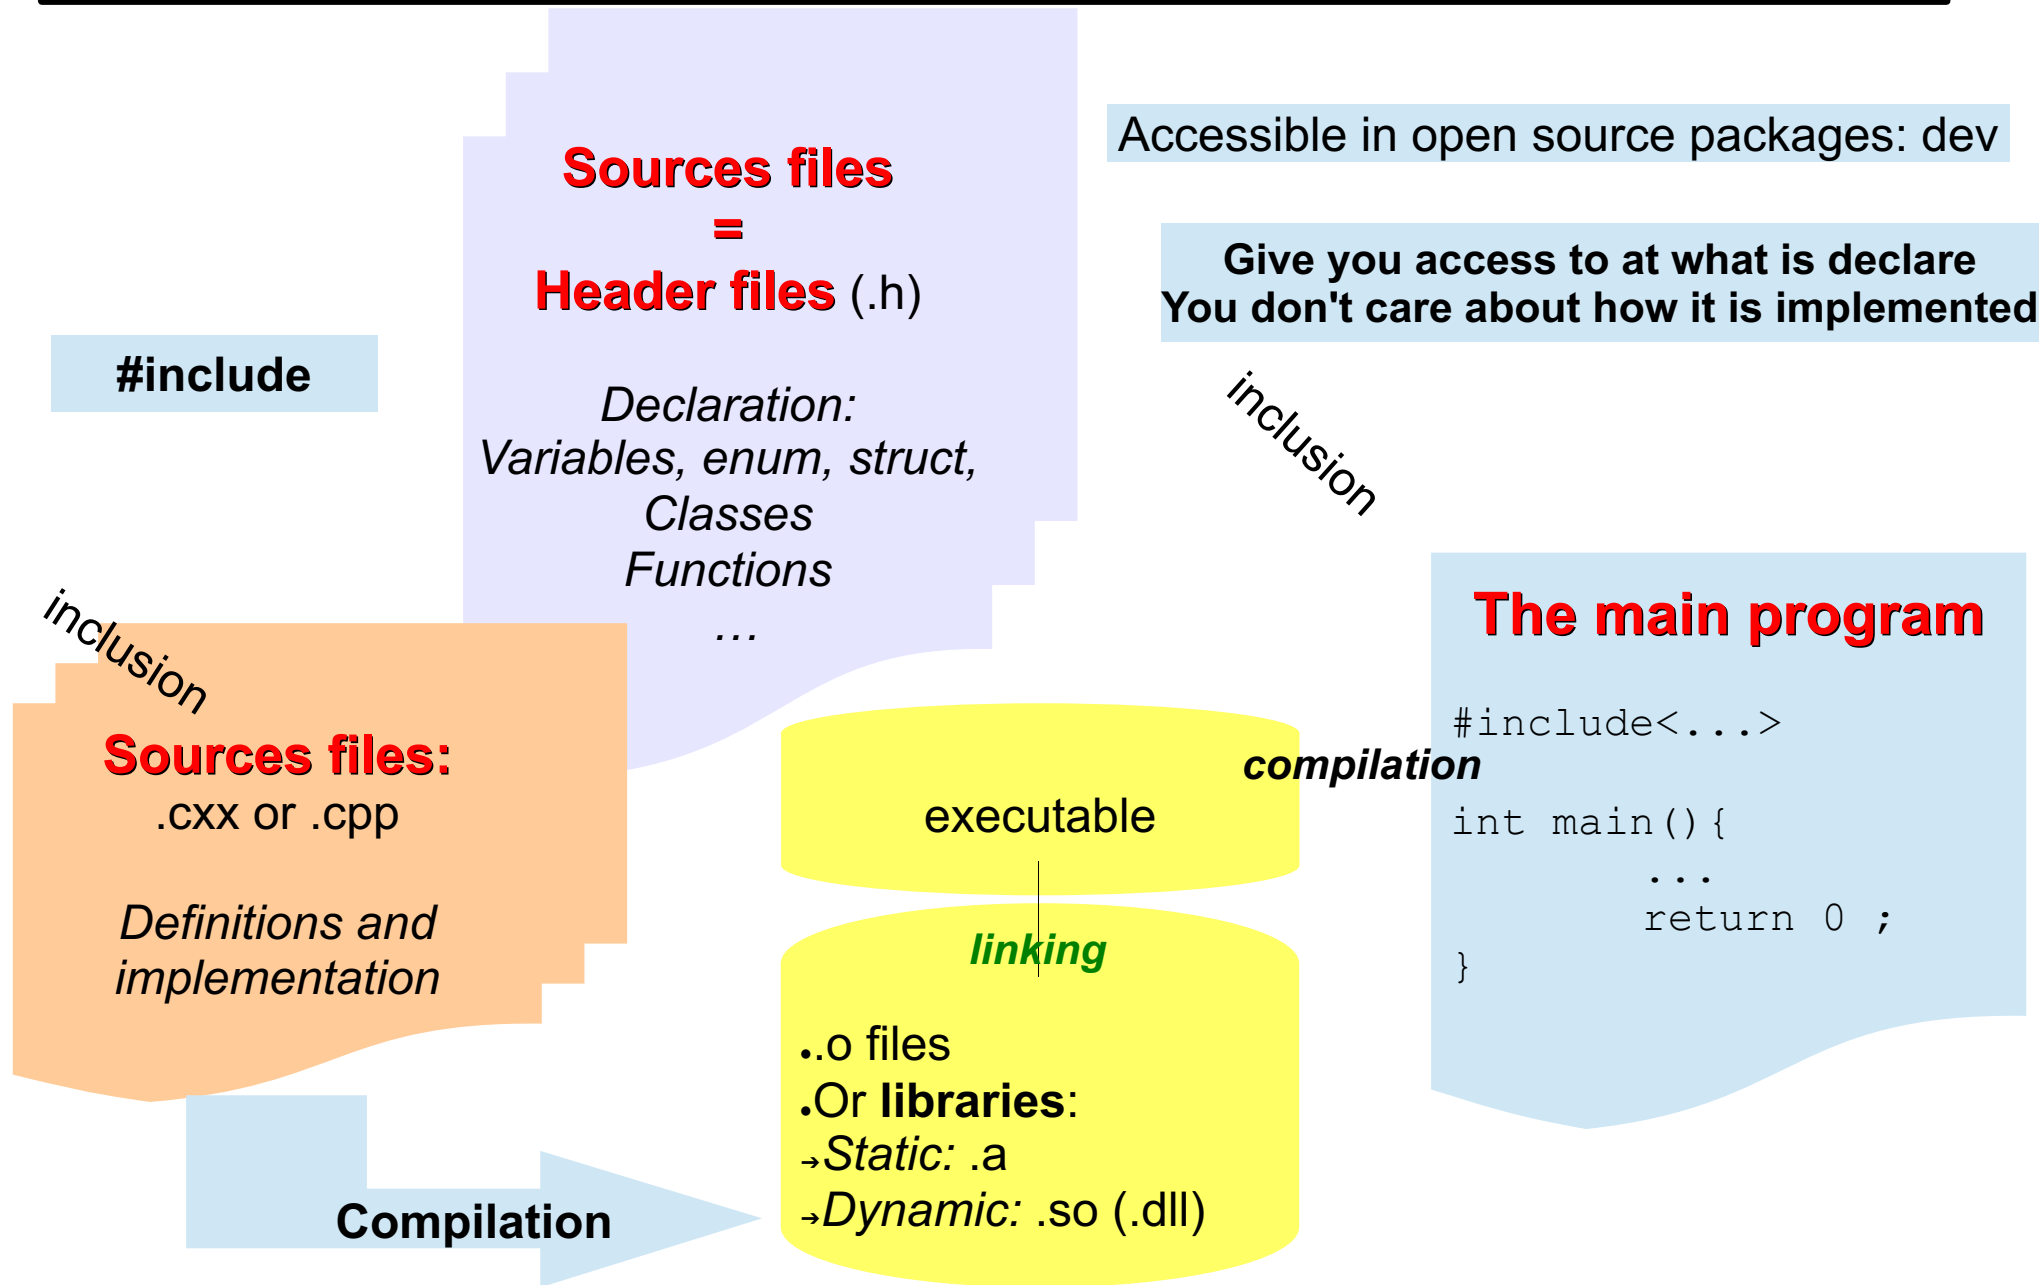 Accessible in open source packages: dev
Sources files
=
Header files (.h)
Give you access to at what is declare
You don't care about how it is implemented
#include
Declaration:
Variables, enum, struct,
Classes
Functions
…
inclusion
inclusion
Sources files:
.cxx or .cpp
Definitions and
implementation
Compilation
executable
compilation
linking
•.o files
•Or libraries:
→Static: .a
→Dynamic: .so (.dll)
The main program
#include<...>
int main(){
...
return 0 ;
}